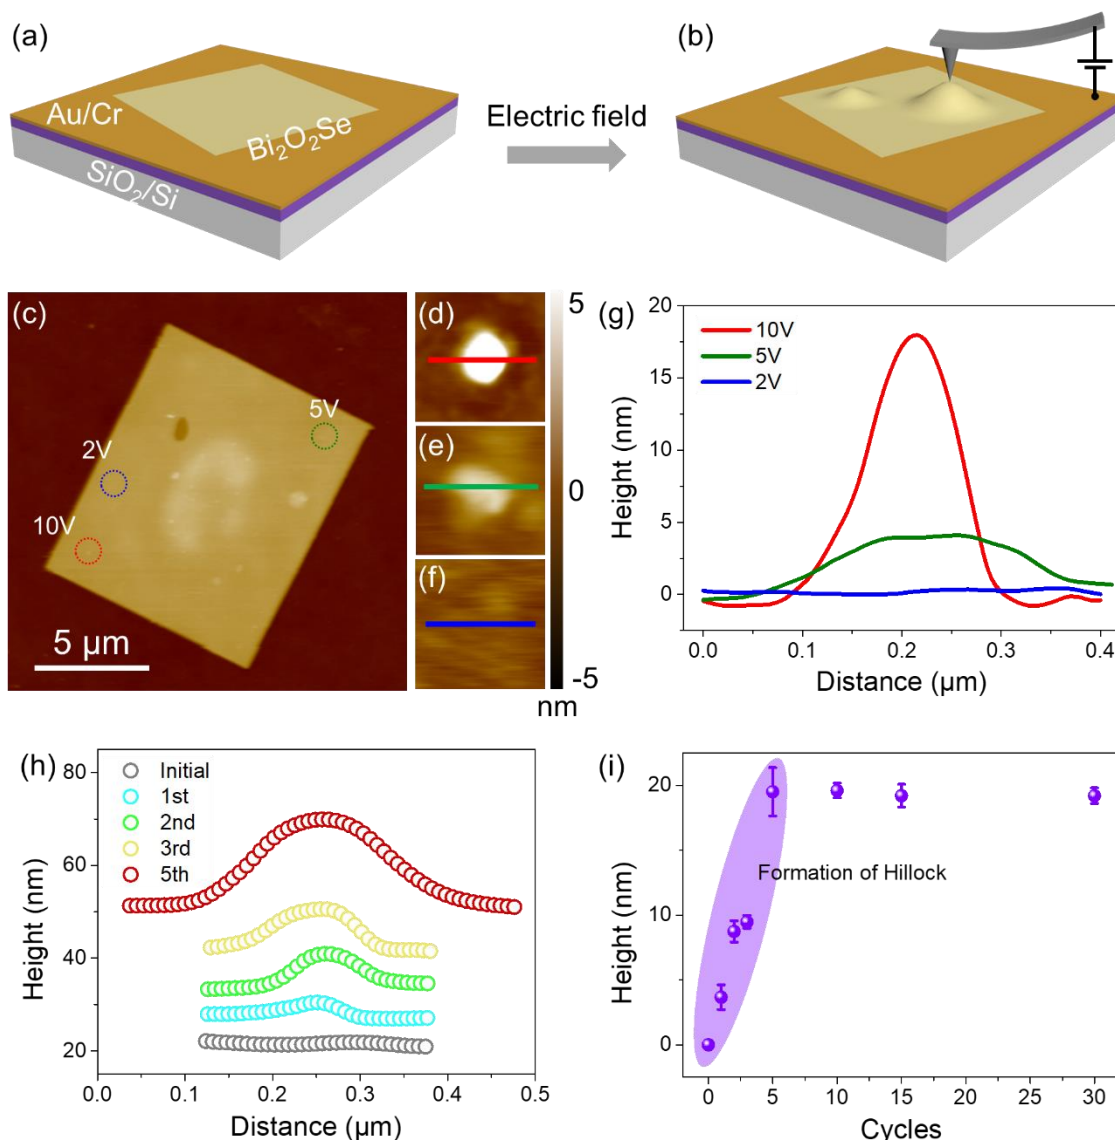 (a)
Au/Cr
Bi₂O₂Se
SiO₂/Si
Electric field
(b)
(c)
5V
2V
10V
5 µm
(d)
(e)
(f)
5
0
-5
nm
(g)
10V
5V
2V
20
15
10
5
0
Height (nm)
0.0 0.1 0.2 0.3 0.4
Distance (µm)
(h)
Initial
1st
2nd
3rd
5th
80
60
40
20
Height (nm)
0.0 0.1 0.2 0.3 0.4 0.5
Distance (µm)
(i)
Formation of Hillock
20
10
0
Height (nm)
0 5 10 15 20 25 30
Cycles